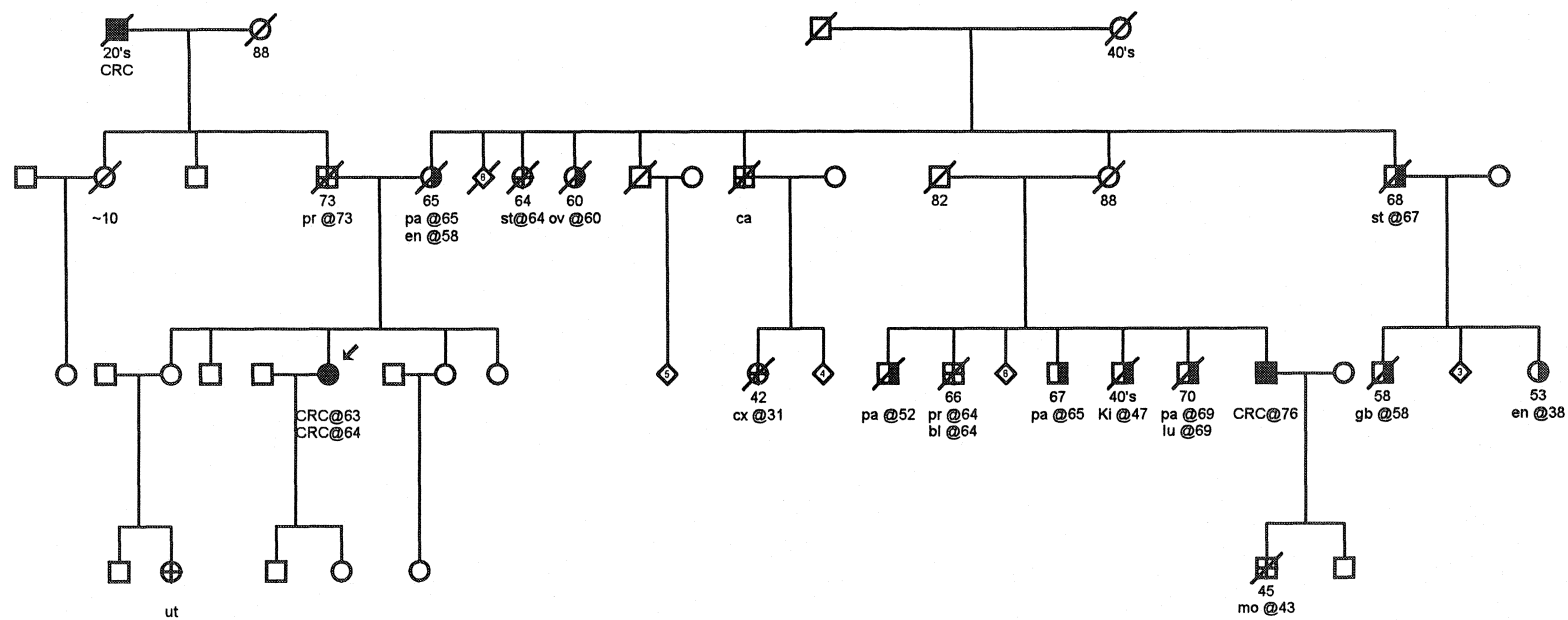 20's
CRC
88
40's
~10
73
pr @73
65
pa @65
en @58
8
64
st@64
60
ov @60
ca
82
88
68
st @67
CRC@63
CRC@64
5
42
cx @31
4
pa @52
66
pr @64
bl @64
6
67
pa @65
40's
Ki @47
70
pa @69
lu @69
CRC@76
58
gb @58
3
53
en @38
ut
45
mo @43